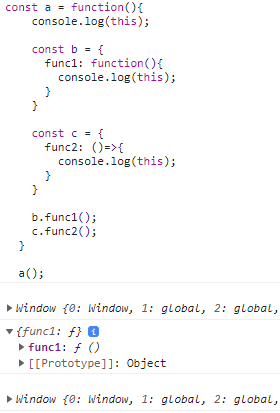 const a = function(){
console.log(this);
const b = {
func1: function(){
console.log(this);
}
}
const c = {
func2: ()=>{
console.log(this);
}
}
b.func1();
c.func2();
}
a();
▶Window {0: Window, 1: global, 2: global,
▼{func1: ƒ} i
▶func1: ƒ ()
▶[[Prototype]]: Object
▶Window {0: Window, 1: global, 2: global,